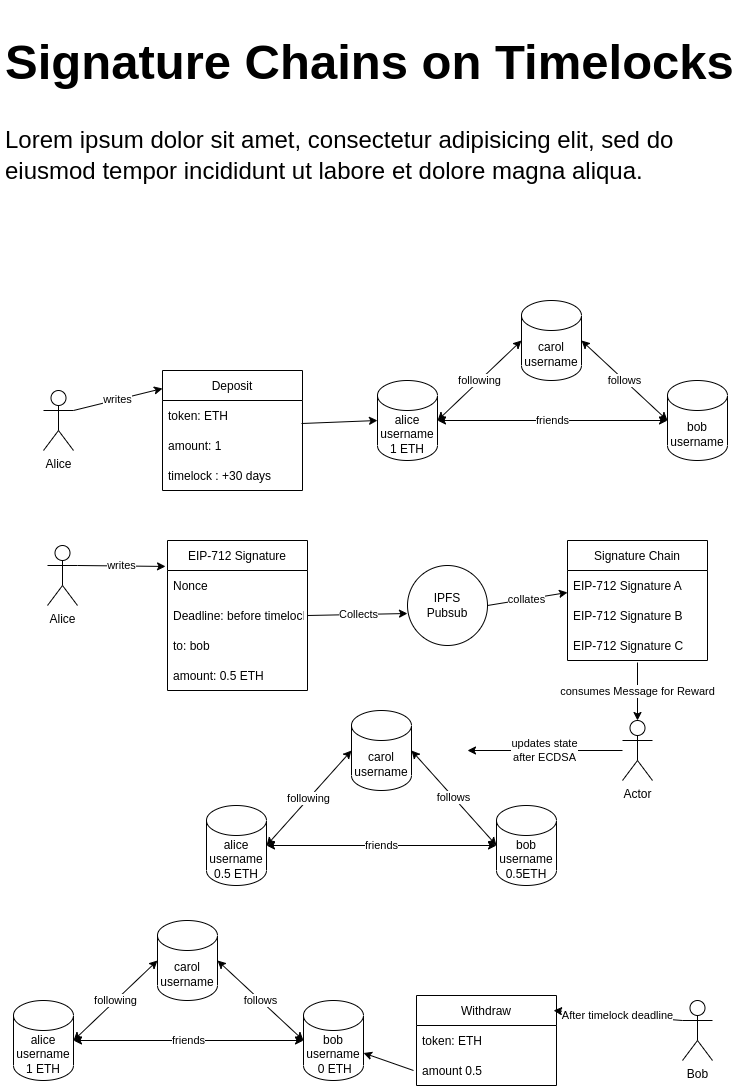 Signature Chains on Timelocks
Lorem ipsum dolor sit amet, consectetur adipisicing elit, sed do
eiusmod tempor incididunt ut labore et dolore magna aliqua.
carol
username
following
follows
alice
username
1 ETH
friends
bob
username
Alice
writes
Deposit
token: ETH
amount: 1
timelock : +30 days
Alice
writes
EIP-712 Signature
Nonce
Deadline: before timeloc
to: bob
amount: 0.5 ETH
Collects
IPFS
Pubsub
collates
Signature Chain
EIP-712 Signature A
EIP-712 Signature B
EIP-712 Signature C
consumes Message for Reward
Actor
updates state
after ECDSA
carol
username
following
follows
alice
username
0.5 ETH
friends
bob
username
0.5ETH
carol
username
following
follows
alice
username
1 ETH
friends
bob
username
0 ETH
Withdraw
token: ETH
amount 0.5
After timelock deadline
Bob